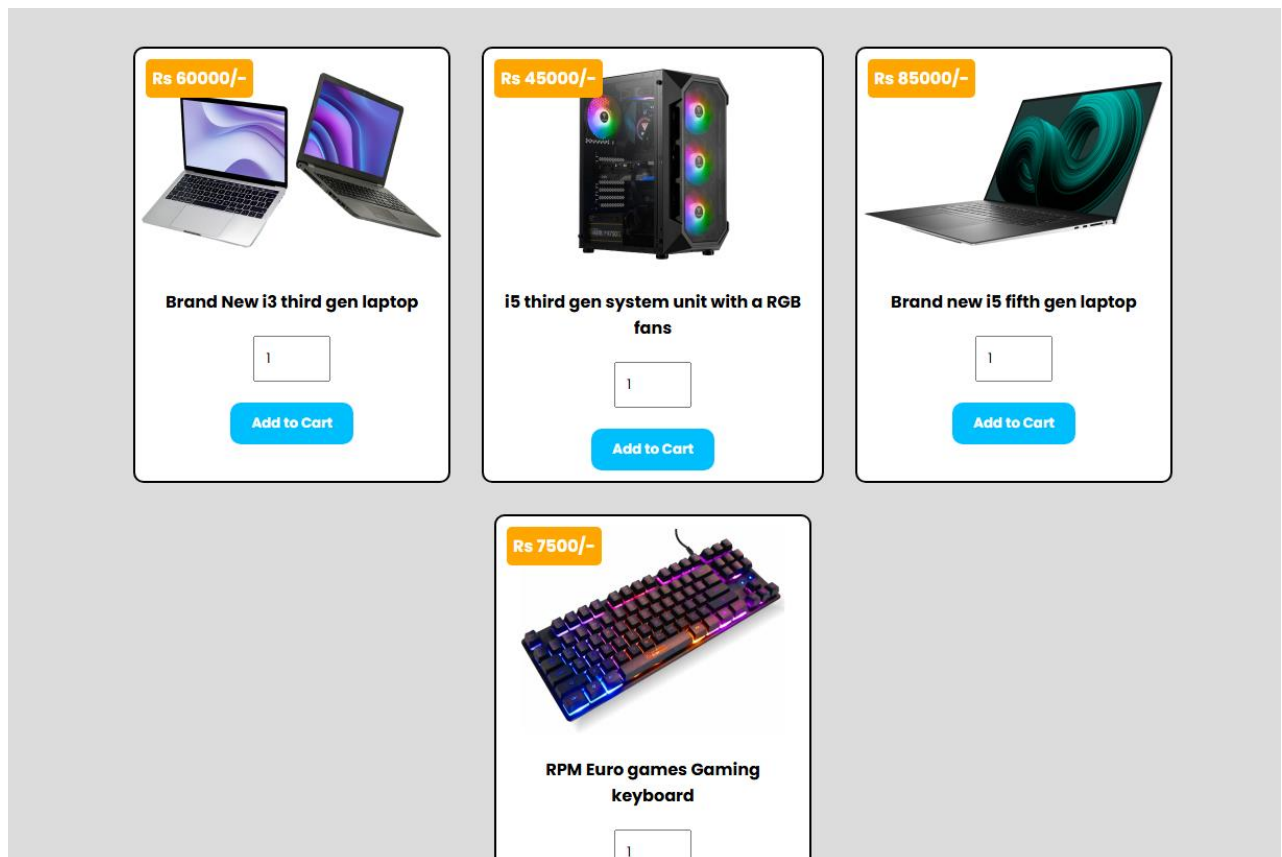 Rs 60000/-
Brand New i3 third gen laptop
1
Add to Cart
Rs 45000/-
i5 third gen system unit with a RGB
fans
1
Add to Cart
Rs 85000/-
Brand new i5 fifth gen laptop
1
Add to Cart
Rs 7500/-
RPM Euro games Gaming
keyboard
1